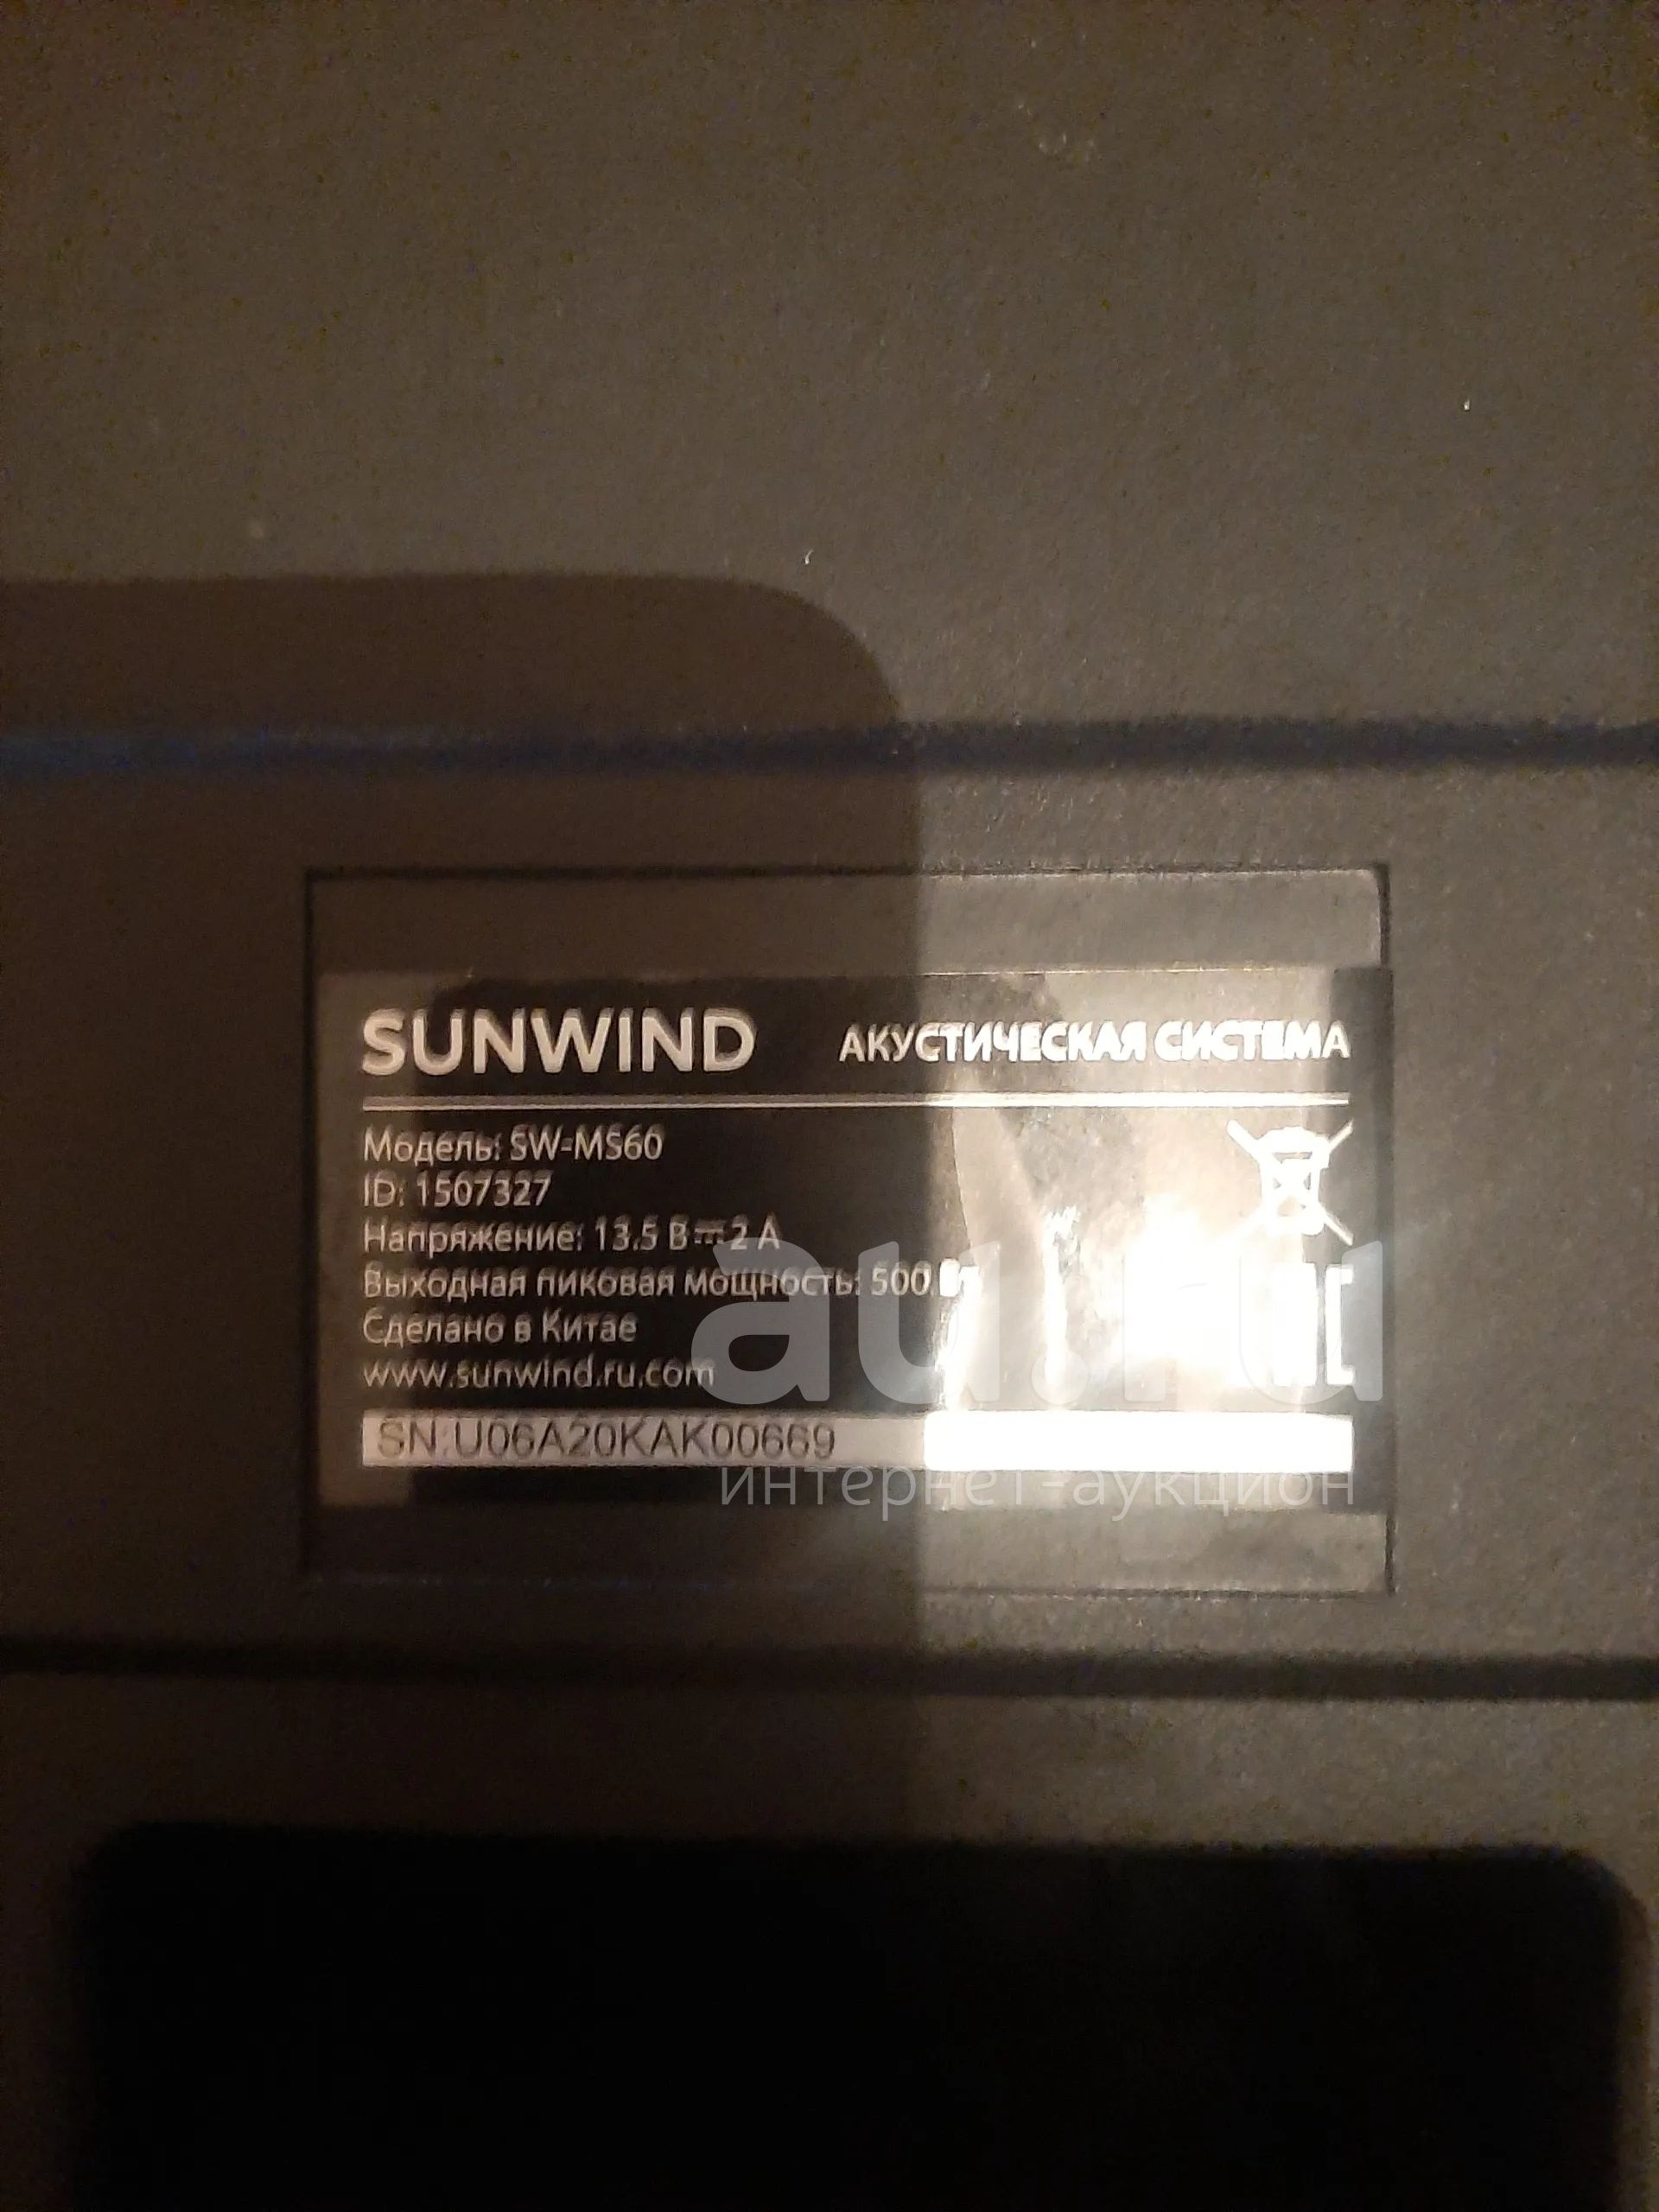 SUNWIND АКУСТИЧЕСКАЯ СИСТЕМА
Модель: SW-MS60
ID: 1507327
Напряжение: 13.5 В⎓2 А
Выходная пиковая мощность: 500 Вт
Сделано в Китае
www.sunwind.ru.com
SN:U06A20KAK00669
au.ru
интернет-аукцион